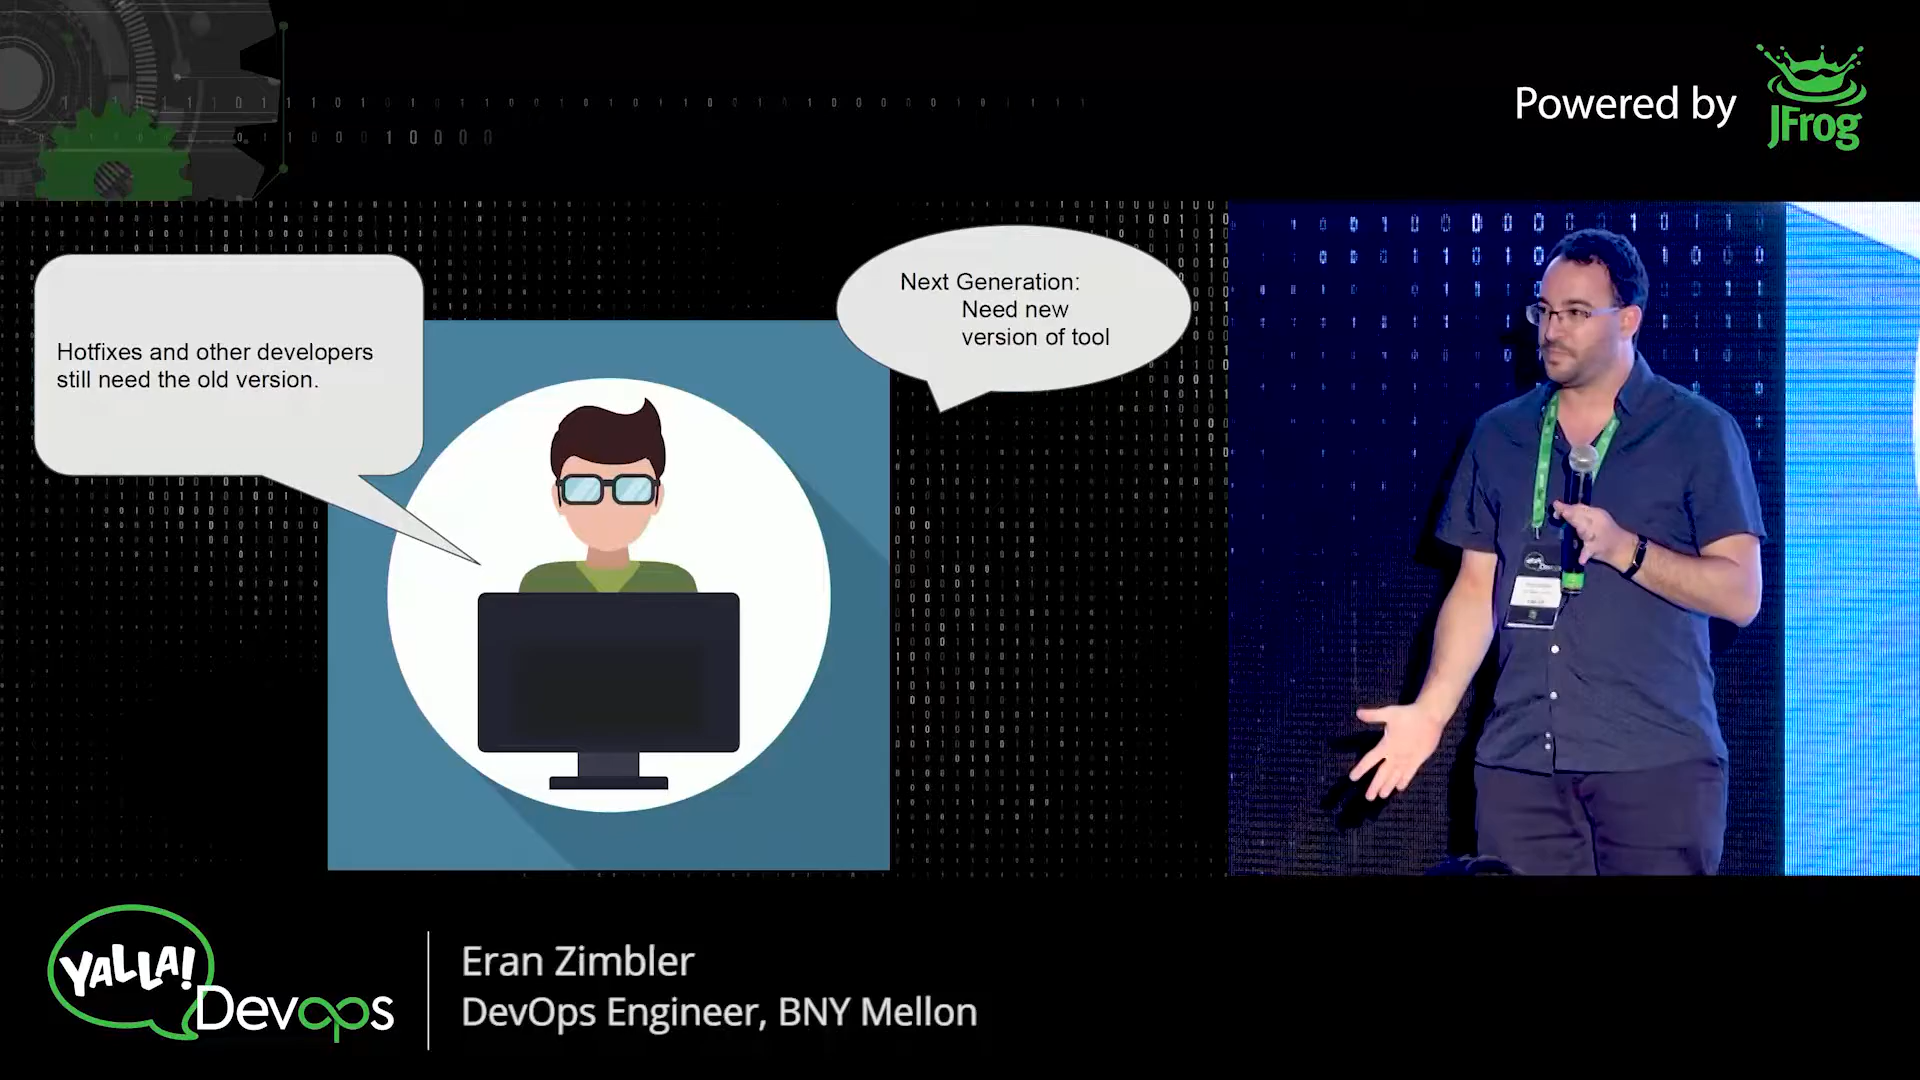 Powered by
JFrog
Hotfixes and other developers
still need the old version.
Next Generation:
Need new
version of tool
YALLA!
Devops
Eran Zimbler
DevOps Engineer, BNY Mellon